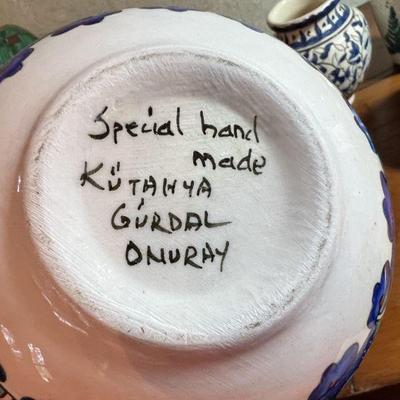 Special hand
made
KÜTAHYA
GÜRDAL
ONURAY